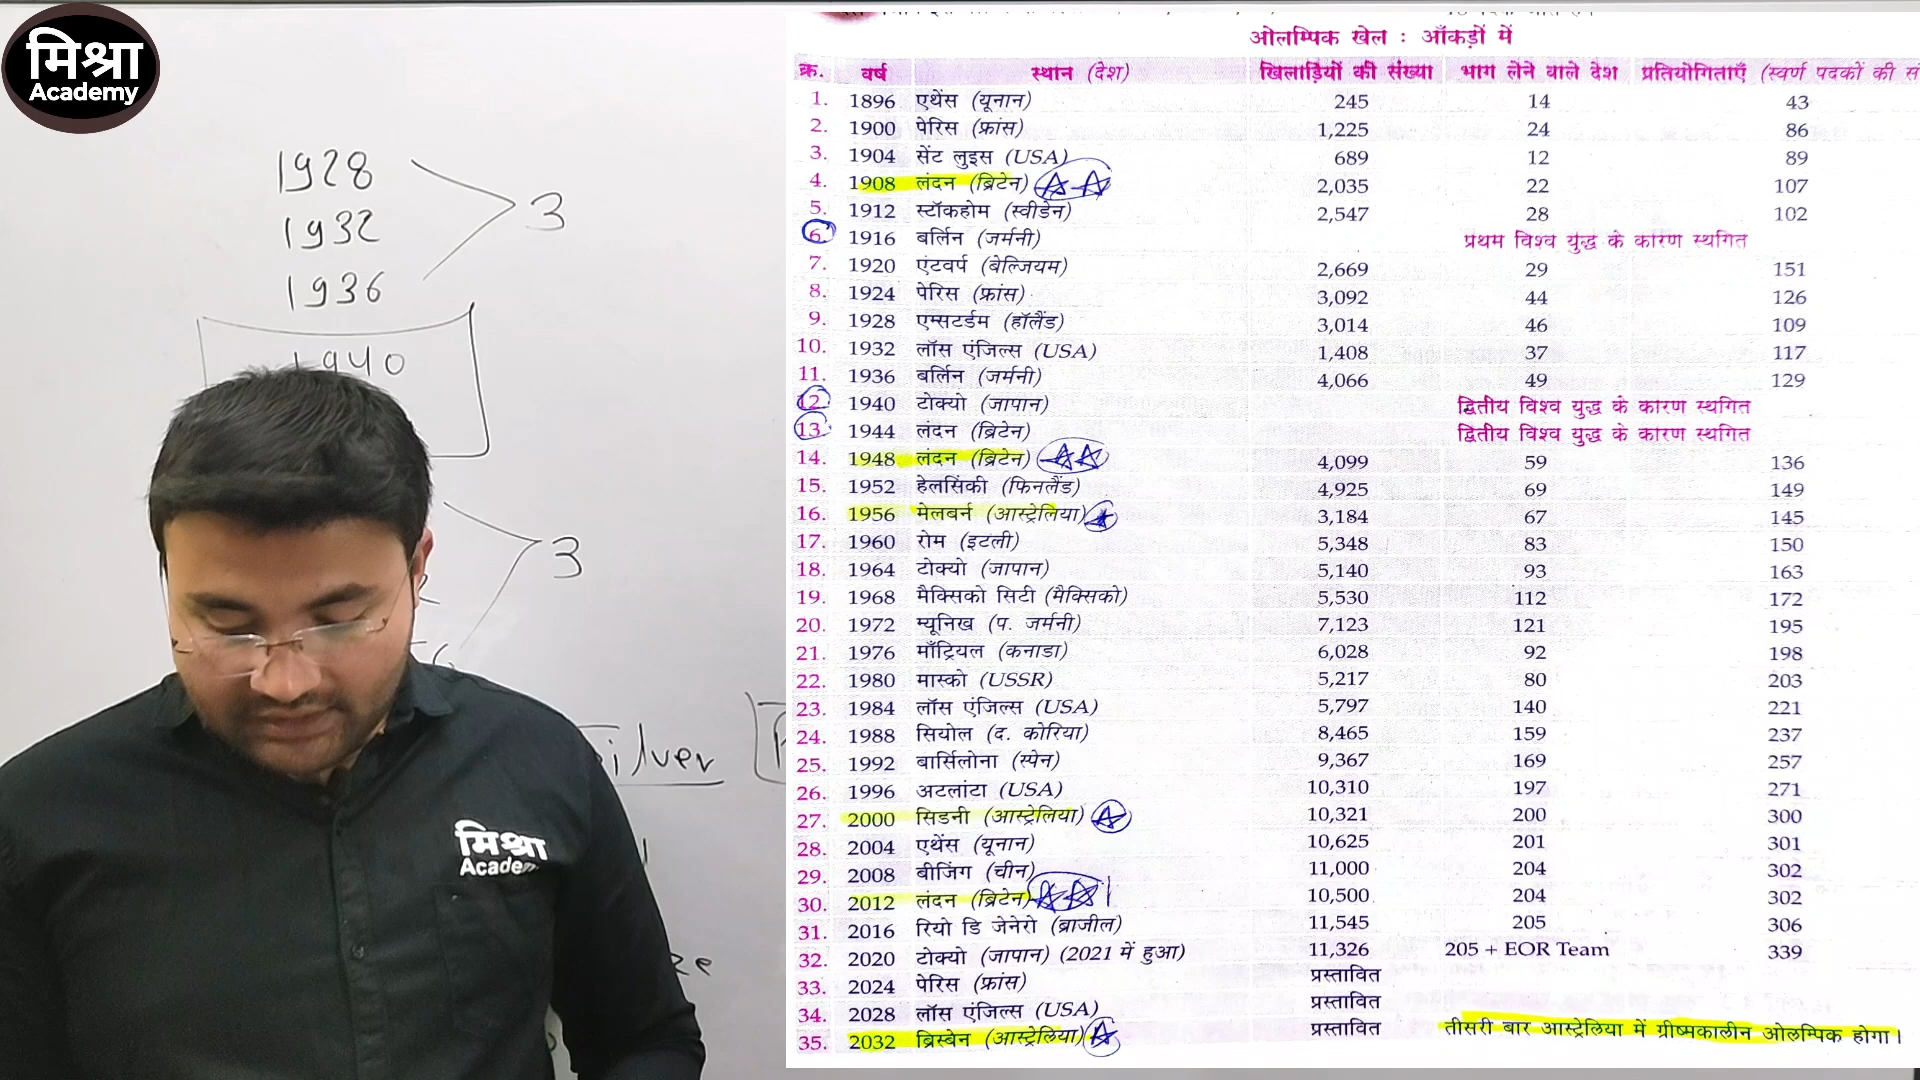 मिश्रा
Academy
1928
1932
1936
3
1940
3
Silver
मिश्रा
Academy
ओलम्पिक खेल : आँकड़ों में
क्र. वर्ष स्थान (देश) खिलाड़ियों की संख्या भाग लेने वाले देश प्रतियोगिताएँ (स्वर्ण पदकों की
1. 1896 एथेंस (यूनान) 245 14 43
2. 1900 पेरिस (फ्रांस) 1,225 24 86
3. 1904 सेंट लुइस (USA) 689 12 89
4. 1908 लंदन (ब्रिटेन) 2,035 22 107
5. 1912 स्टॉकहोम (स्वीडेन) 2,547 28 102
6. 1916 बर्लिन (जर्मनी) प्रथम विश्व युद्ध के कारण स्थगित
7. 1920 एंटवर्प (बेल्जियम) 2,669 29 151
8. 1924 पेरिस (फ्रांस) 3,092 44 126
9. 1928 एम्सटर्डम (हॉलैंड) 3,014 46 109
10. 1932 लॉस एंजिल्स (USA) 1,408 37 117
11. 1936 बर्लिन (जर्मनी) 4,066 49 129
12. 1940 टोक्यो (जापान) द्वितीय विश्व युद्ध के कारण स्थगित
13. 1944 लंदन (ब्रिटेन) द्वितीय विश्व युद्ध के कारण स्थगित
14. 1948 लंदन (ब्रिटेन) 4,099 59 136
15. 1952 हेलसिंकी (फिनलैंड) 4,925 69 149
16. 1956 मेलबर्न (आस्ट्रेलिया) 3,184 67 145
17. 1960 रोम (इटली) 5,348 83 150
18. 1964 टोक्यो (जापान) 5,140 93 163
19. 1968 मैक्सिको सिटी (मैक्सिको) 5,530 112 172
20. 1972 म्यूनिख (प. जर्मनी) 7,123 121 195
21. 1976 मॉंट्रियल (कनाडा) 6,028 92 198
22. 1980 मास्को (USSR) 5,217 80 203
23. 1984 लॉस एंजिल्स (USA) 5,797 140 221
24. 1988 सियोल (द. कोरिया) 8,465 159 237
25. 1992 बार्सिलोना (स्पेन) 9,367 169 257
26. 1996 अटलांटा (USA) 10,310 197 271
27. 2000 सिडनी (आस्ट्रेलिया) 10,321 200 300
28. 2004 एथेंस (यूनान) 10,625 201 301
29. 2008 बीजिंग (चीन) 11,000 204 302
30. 2012 लंदन (ब्रिटेन) 10,500 204 302
31. 2016 रियो डि जेनेरो (ब्राजील) 11,545 205 306
32. 2020 टोक्यो (जापान) (2021 में हुआ) 11,326 205 + EOR Team 339
33. 2024 पेरिस (फ्रांस) प्रस्तावित
34. 2028 लॉस एंजिल्स (USA) प्रस्तावित
35. 2032 ब्रिस्बेन (आस्ट्रेलिया) प्रस्तावित तीसरी बार आस्ट्रेलिया में ग्रीष्मकालीन ओलम्पिक होगा।